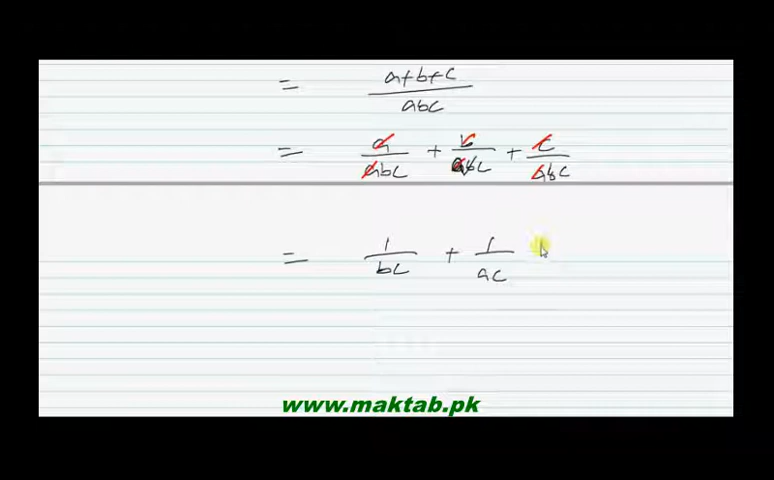 = a+b+c / abc
= a/abc + b/abc + c/abc
= 1/bc + 1/ac
www.maktab.pk